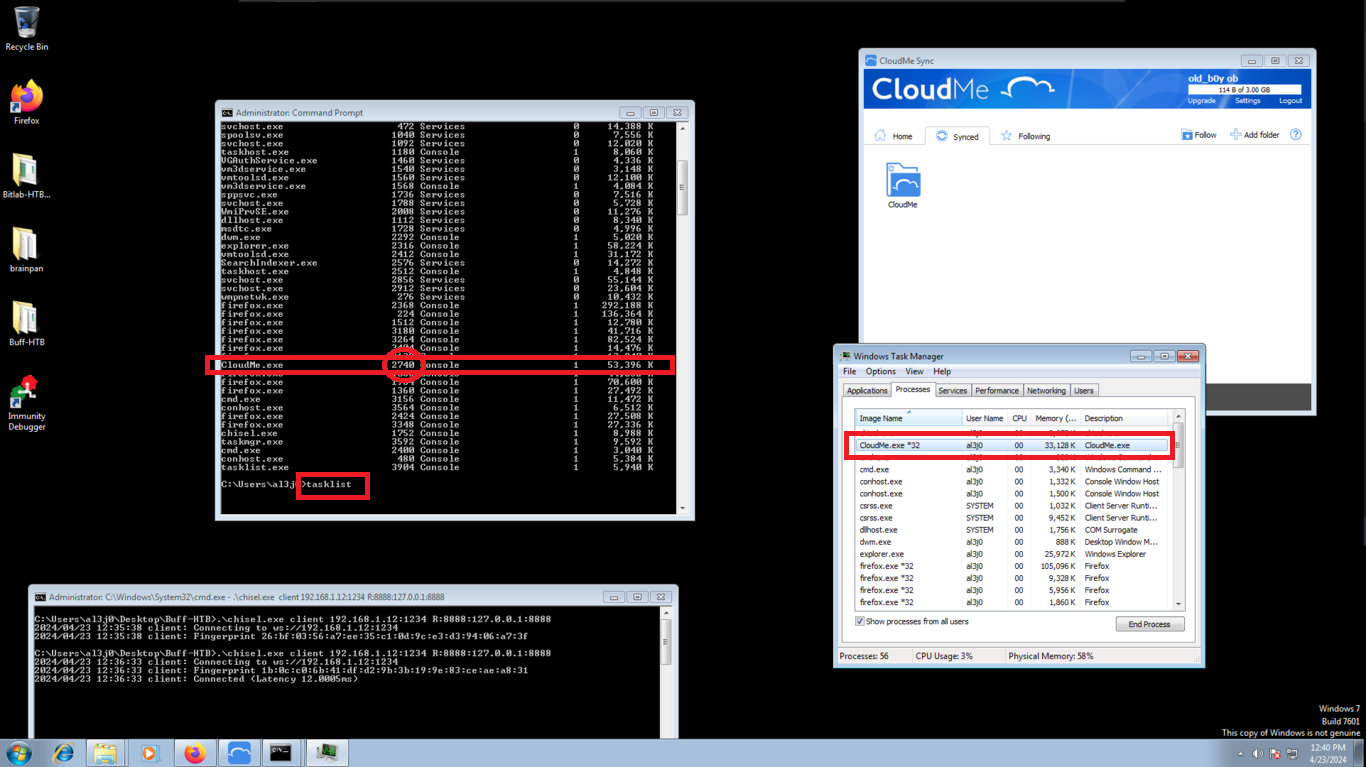 Recycle Bin
Firefox
Bitlab-HTB...
brainpan
Buff-HTB
Immunity
Debugger
Administrator: Command Prompt
svchost.exe 472 Services 0 14,388 K
spoolsv.exe 1040 Services 0 7,556 K
svchost.exe 1092 Services 0 12,020 K
taskhost.exe 1180 Console 1 8,060 K
VGAuthService.exe 1460 Services 0 4,336 K
vm3dservice.exe 1540 Services 0 3,148 K
vmtoolsd.exe 1560 Services 0 12,100 K
vm3dservice.exe 1568 Console 1 4,084 K
sppsvc.exe 1736 Services 0 7,516 K
svchost.exe 1788 Services 0 5,728 K
WmiPrvSE.exe 2008 Services 0 11,276 K
dllhost.exe 1112 Services 0 8,340 K
msdtc.exe 1728 Services 0 4,996 K
dwm.exe 2292 Console 1 5,020 K
explorer.exe 2316 Console 1 58,224 K
vmtoolsd.exe 2412 Console 1 31,172 K
SearchIndexer.exe 2576 Services 0 14,272 K
taskhost.exe 2512 Console 1 4,848 K
svchost.exe 2856 Services 0 55,144 K
svchost.exe 2912 Services 0 23,604 K
wmpnetwk.exe 276 Services 0 10,432 K
firefox.exe 2368 Console 1 292,188 K
firefox.exe 224 Console 1 136,364 K
firefox.exe 1512 Console 1 12,780 K
firefox.exe 3180 Console 1 41,716 K
firefox.exe 3264 Console 1 82,524 K
firefox.exe Console 1 14,476 K
CloudMe.exe 2740 Console 1 53,396 K
firefox.exe Console 1 70,600 K
firefox.exe 1360 Console 1 27,492 K
cmd.exe 3156 Console 1 11,472 K
conhost.exe 3564 Console 1 6,512 K
firefox.exe 2424 Console 1 27,508 K
firefox.exe 3348 Console 1 27,336 K
chisel.exe 1752 Console 1 8,988 K
taskmgr.exe 3592 Console 1 9,592 K
cmd.exe 2400 Console 1 3,040 K
conhost.exe 480 Console 1 5,384 K
tasklist.exe 3904 Console 1 5,940 K
C:\Users\al3j0>tasklist
Administrator: C:\Windows\System32\cmd.exe - .\chisel.exe client 192.168.1.12:1234 R:8888:127.0.0.1:8888
C:\Users\al3j0\Desktop\Buff-HTB>.\chisel.exe client 192.168.1.12:1234 R:8888:127.0.0.1:8888
2024/04/23 12:35:38 client: Connecting to ws://192.168.1.12:1234
2024/04/23 12:35:38 client: Fingerprint 26:bf:03:56:a7:ee:35:c1:0d:9c:e3:d3:94:06:a7:3f
C:\Users\al3j0\Desktop\Buff-HTB>.\chisel.exe client 192.168.1.12:1234 R:8888:127.0.0.1:8888
2024/04/23 12:36:33 client: Connecting to ws://192.168.1.12:1234
2024/04/23 12:36:33 client: Fingerprint 1b:0c:c0:6b:41:df:d2:9b:3b:19:9e:83:ce:ae:a8:31
2024/04/23 12:36:33 client: Connected (Latency 12.0005ms)
CloudMe Sync
CloudMe
old_b0y ob
114 B of 3.00 GB
Upgrade Settings Logout
Home Synced Following Follow Add folder
CloudMe
Windows Task Manager
File Options View Help
Applications Processes Services Performance Networking Users
Image Name User Name CPU Memory (... Description
CloudMe.exe *32 al3j0 00 33,128 K CloudMe.exe
cmd.exe al3j0 00 3,340 K Windows Command ...
conhost.exe al3j0 00 1,332 K Console Window Host
conhost.exe al3j0 00 1,500 K Console Window Host
csrss.exe SYSTEM 00 1,032 K Client Server Runti...
csrss.exe SYSTEM 00 9,452 K Client Server Runti...
dllhost.exe SYSTEM 00 1,756 K COM Surrogate
dwm.exe al3j0 00 888 K Desktop Window M...
explorer.exe al3j0 00 25,972 K Windows Explorer
firefox.exe *32 al3j0 00 105,096 K Firefox
firefox.exe *32 al3j0 00 9,328 K Firefox
firefox.exe *32 al3j0 00 5,956 K Firefox
firefox.exe *32 al3j0 00 1,860 K Firefox
Show processes from all users
End Process
Processes: 56 CPU Usage: 3% Physical Memory: 58%
Windows 7
Build 7601
This copy of Windows is not genuine
12:40 PM
4/23/2024